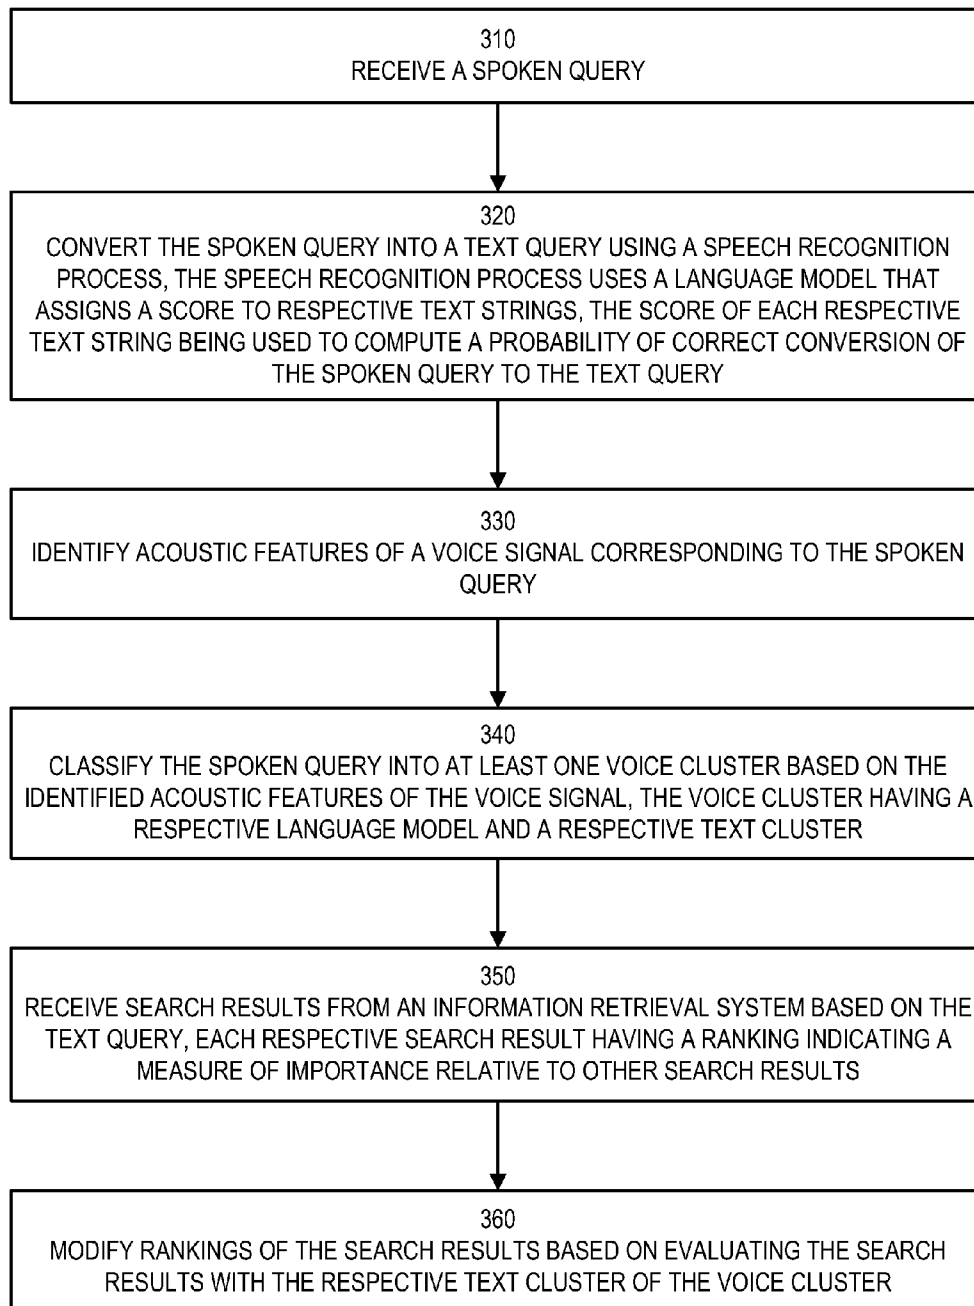 310
RECEIVE A SPOKEN QUERY
320
CONVERT THE SPOKEN QUERY INTO A TEXT QUERY USING A SPEECH RECOGNITION
PROCESS, THE SPEECH RECOGNITION PROCESS USES A LANGUAGE MODEL THAT
ASSIGNS A SCORE TO RESPECTIVE TEXT STRINGS, THE SCORE OF EACH RESPECTIVE
TEXT STRING BEING USED TO COMPUTE A PROBABILITY OF CORRECT CONVERSION OF
THE SPOKEN QUERY TO THE TEXT QUERY
330
IDENTIFY ACOUSTIC FEATURES OF A VOICE SIGNAL CORRESPONDING TO THE SPOKEN
QUERY
340
CLASSIFY THE SPOKEN QUERY INTO AT LEAST ONE VOICE CLUSTER BASED ON THE
IDENTIFIED ACOUSTIC FEATURES OF THE VOICE SIGNAL, THE VOICE CLUSTER HAVING A
RESPECTIVE LANGUAGE MODEL AND A RESPECTIVE TEXT CLUSTER
350
RECEIVE SEARCH RESULTS FROM AN INFORMATION RETRIEVAL SYSTEM BASED ON THE
TEXT QUERY, EACH RESPECTIVE SEARCH RESULT HAVING A RANKING INDICATING A
MEASURE OF IMPORTANCE RELATIVE TO OTHER SEARCH RESULTS
360
MODIFY RANKINGS OF THE SEARCH RESULTS BASED ON EVALUATING THE SEARCH
RESULTS WITH THE RESPECTIVE TEXT CLUSTER OF THE VOICE CLUSTER